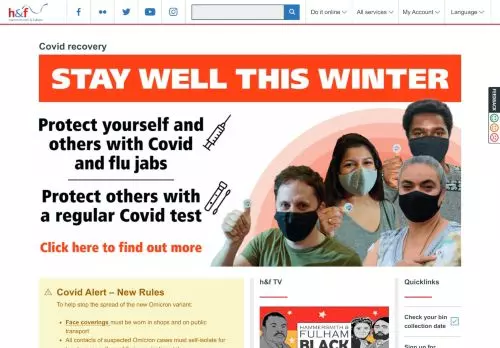 h&f
Do it online
All services
My Account
Language
FEEDBACK
Covid recovery
STAY WELL THIS WINTER
Protect yourself and
others with Covid
and flu jabs
Protect others with
a regular Covid test
Click here to find out more
Covid Alert – New Rules
To help stop the spread of the new Omicron variant:
Face coverings must be worn in shops and on public
transport
All contacts of suspected Omicron cases must self-isolate for
h&f TV
HAMMERSMITH &
FULHAM
BLACK
Quicklinks
Check your bin
collection date
Sign up for